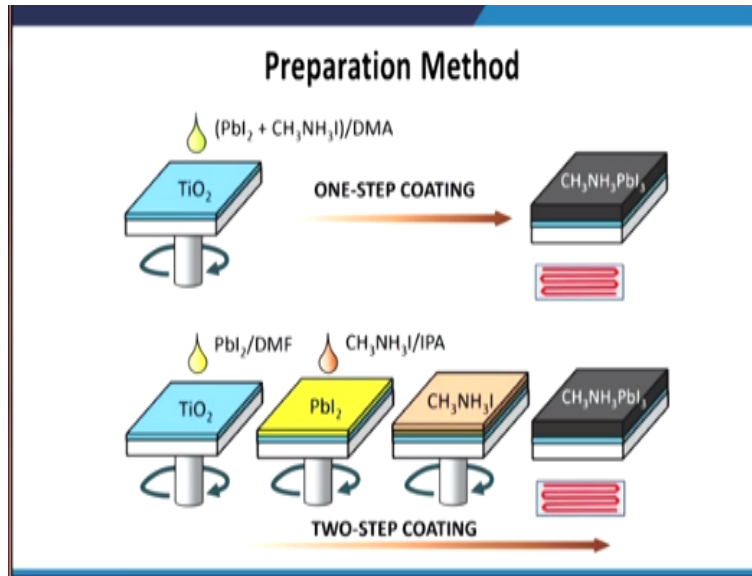 Preparation Method
(PbI₂ + CH₃NH₃I)/DMA
TiO₂
ONE-STEP COATING
CH₃NH₃PbI₃
PbI₂/DMF
CH₃NH₃I/IPA
TiO₂
PbI₂
CH₃NH₃I
CH₃NH₃PbI₃
TWO-STEP COATING